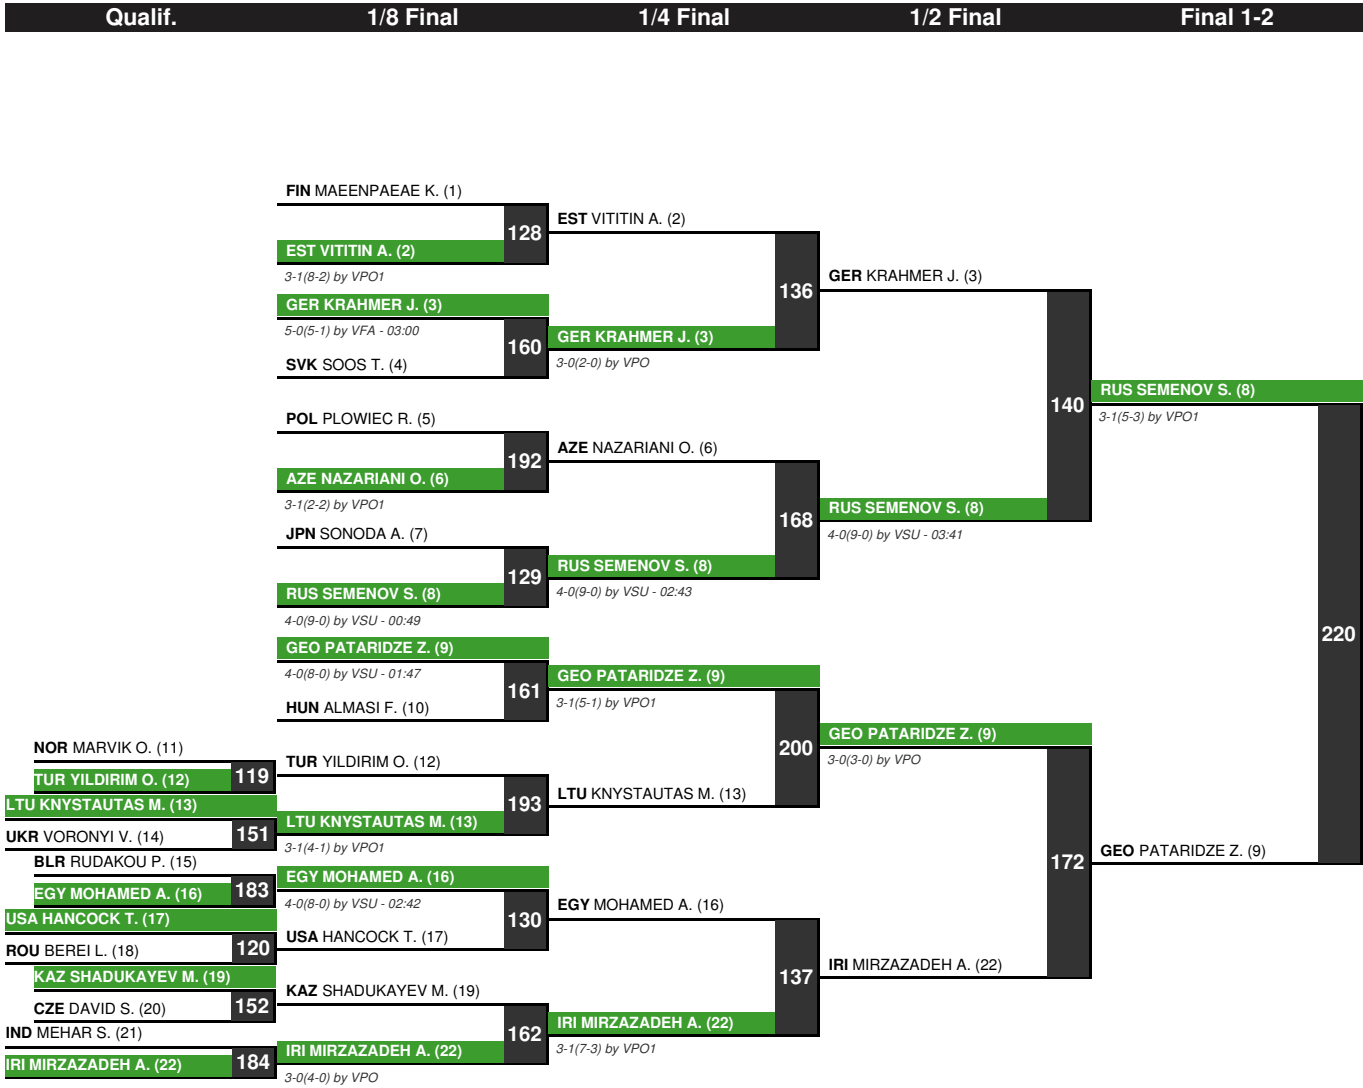 Qualif. 1/8 Final 1/4 Final 1/2 Final Final 1-2
FIN MAEENPAEAE K. (1)
128
EST VITITIN A. (2)
3-1(8-2) by VPO1
GER KRAHMER J. (3)
5-0(5-1) by VFA - 03:00
160
SVK SOOS T. (4)
POL PLOWIEC R. (5)
192
AZE NAZARIANI O. (6)
3-1(2-2) by VPO1
JPN SONODA A. (7)
129
RUS SEMENOV S. (8)
4-0(9-0) by VSU - 00:49
GEO PATARIDZE Z. (9)
4-0(8-0) by VSU - 01:47
161
HUN ALMASI F. (10)
NOR MARVIK O. (11)
TUR YILDIRIM O. (12)
119
LTU KNYSTAUTAS M. (13)
UKR VORONYI V. (14)
151
BLR RUDAKOU P. (15)
EGY MOHAMED A. (16)
183
USA HANCOCK T. (17)
ROU BEREI L. (18)
120
KAZ SHADUKAYEV M. (19)
CZE DAVID S. (20)
152
IND MEHAR S. (21)
IRI MIRZAZADEH A. (22)
184
TUR YILDIRIM O. (12)
193
LTU KNYSTAUTAS M. (13)
3-1(4-1) by VPO1
EGY MOHAMED A. (16)
4-0(8-0) by VSU - 02:42
130
USA HANCOCK T. (17)
KAZ SHADUKAYEV M. (19)
162
IRI MIRZAZADEH A. (22)
3-0(4-0) by VPO
EST VITITIN A. (2)
136
GER KRAHMER J. (3)
3-0(2-0) by VPO
AZE NAZARIANI O. (6)
168
RUS SEMENOV S. (8)
4-0(9-0) by VSU - 02:43
GEO PATARIDZE Z. (9)
3-1(5-1) by VPO1
200
LTU KNYSTAUTAS M. (13)
EGY MOHAMED A. (16)
137
IRI MIRZAZADEH A. (22)
3-1(7-3) by VPO1
GER KRAHMER J. (3)
140
RUS SEMENOV S. (8)
4-0(9-0) by VSU - 03:41
GEO PATARIDZE Z. (9)
3-0(3-0) by VPO
172
IRI MIRZAZADEH A. (22)
RUS SEMENOV S. (8)
3-1(5-3) by VPO1
220
GEO PATARIDZE Z. (9)